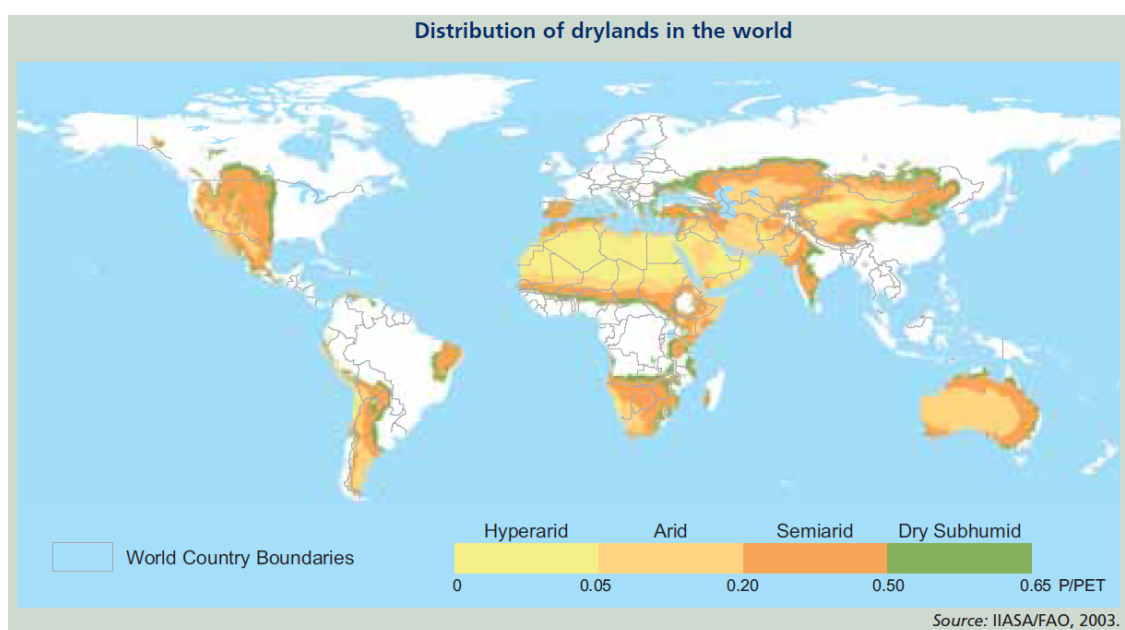 Distribution of drylands in the world
Hyperarid Arid Semiarid Dry Subhumid
World Country Boundaries
0 0.05 0.20 0.50 0.65 P/PET
Source: IIASA/FAO, 2003.